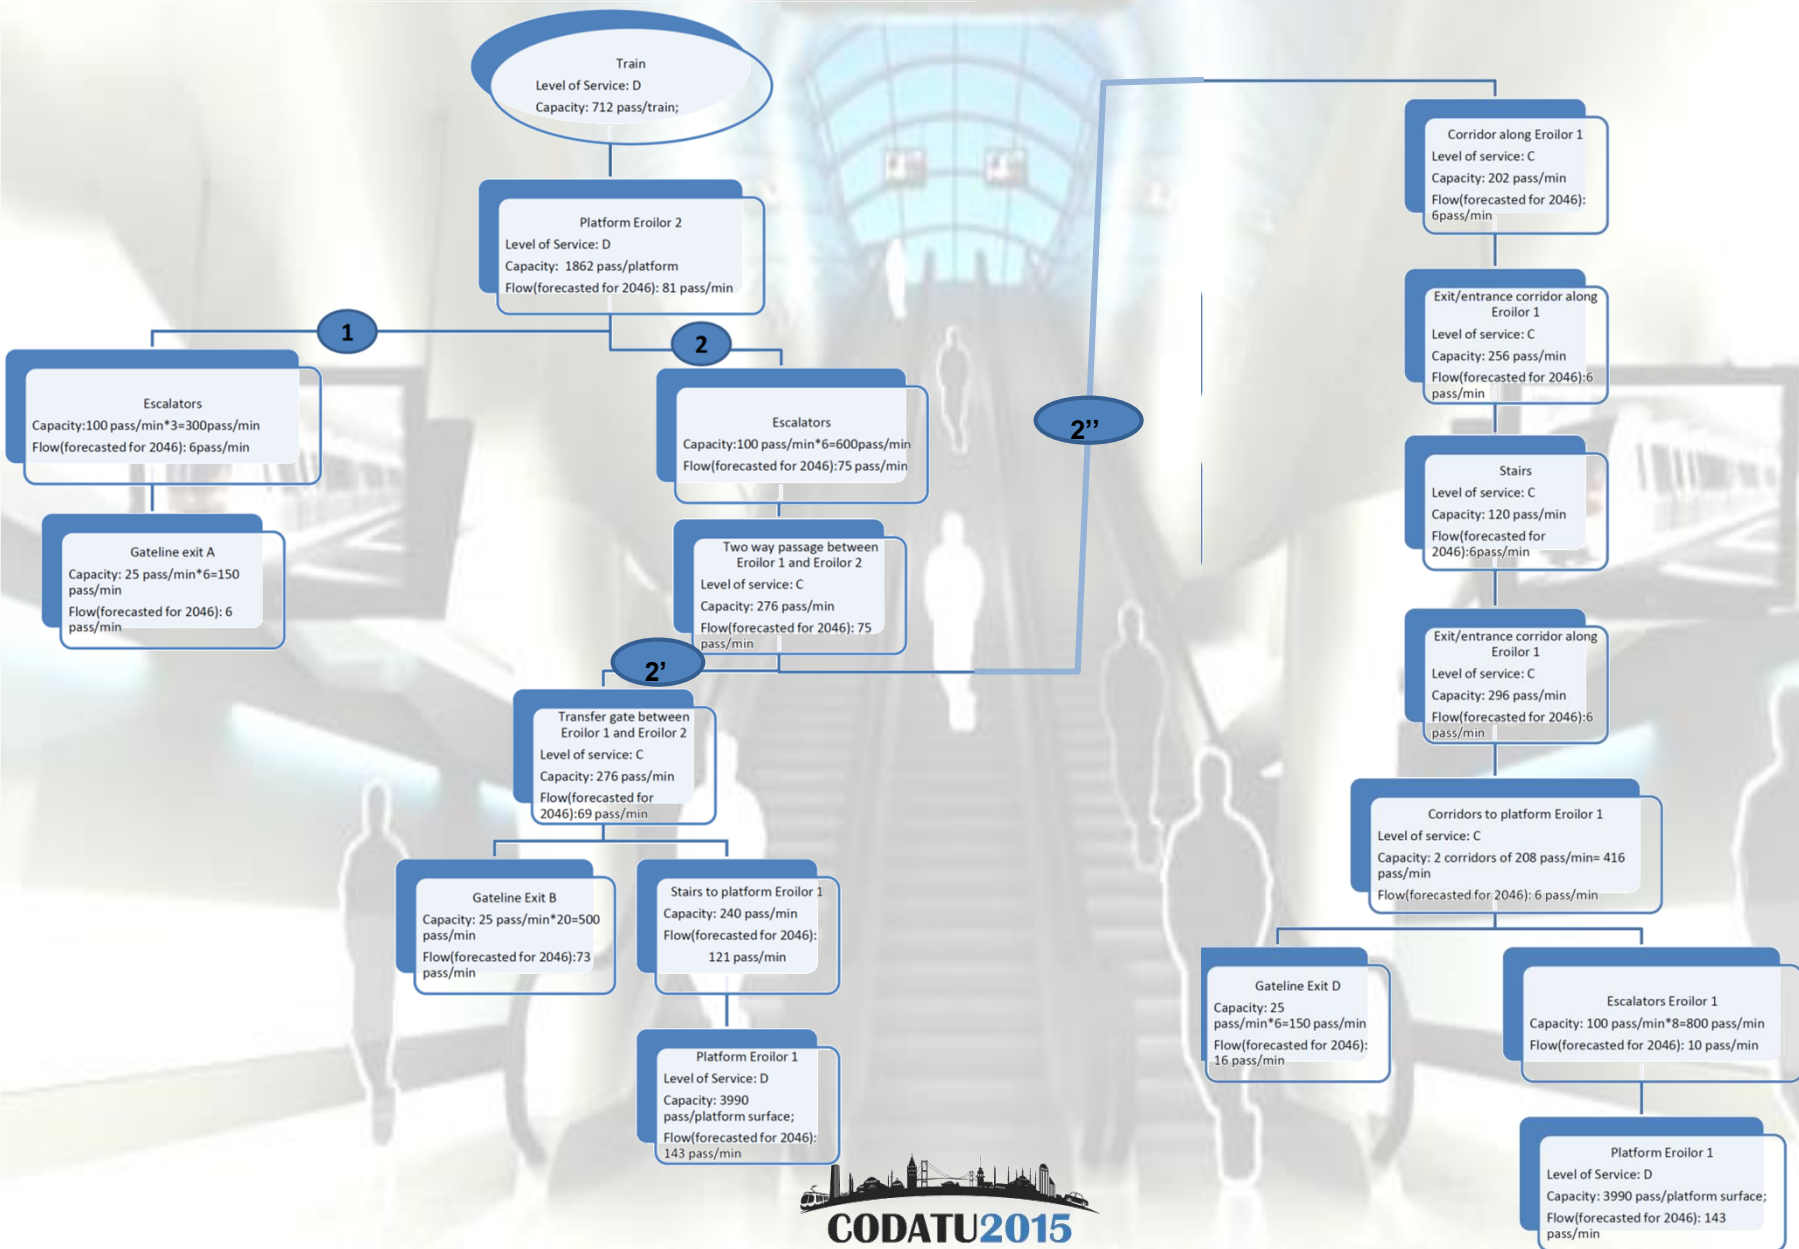 Train
Level of Service: D
Capacity: 712 pass/train;
Platform Eroilor 2
Level of Service: D
Capacity: 1862 pass/platform
Flow(forecasted for 2046): 81 pass/min
1
2
Escalators
Capacity:100 pass/min*3=300pass/min
Flow(forecasted for 2046): 6pass/min
Gateline exit A
Capacity: 25 pass/min*6=150
pass/min
Flow(forecasted for 2046): 6
pass/min
Escalators
Capacity:100 pass/min*6=600pass/min
Flow(forecasted for 2046):75 pass/min
Two way passage between
Eroilor 1 and Eroilor 2
Level of service: C
Capacity: 276 pass/min
Flow(forecasted for 2046): 75
pass/min
2'
Transfer gate between
Eroilor 1 and Eroilor 2
Level of service: C
Capacity: 276 pass/min
Flow(forecasted for
2046):69 pass/min
Gateline Exit B
Capacity: 25 pass/min*20=500
pass/min
Flow(forecasted for 2046):73
pass/min
Stairs to platform Eroilor 1
Capacity: 240 pass/min
Flow(forecasted for 2046):
121 pass/min
Platform Eroilor 1
Level of Service: D
Capacity: 3990
pass/platform surface;
Flow(forecasted for 2046):
143 pass/min
2''
Corridor along Eroilor 1
Level of service: C
Capacity: 202 pass/min
Flow(forecasted for 2046):
6pass/min
Exit/entrance corridor along
Eroilor 1
Level of service: C
Capacity: 256 pass/min
Flow(forecasted for 2046):6
pass/min
Stairs
Level of service: C
Capacity: 120 pass/min
Flow(forecasted for
2046):6pass/min
Exit/entrance corridor along
Eroilor 1
Level of service: C
Capacity: 296 pass/min
Flow(forecasted for 2046):6
pass/min
Corridors to platform Eroilor 1
Level of service: C
Capacity: 2 corridors of 208 pass/min= 416
pass/min
Flow(forecasted for 2046): 6 pass/min
Gateline Exit D
Capacity: 25
pass/min*6=150 pass/min
Flow(forecasted for 2046):
16 pass/min
Escalators Eroilor 1
Capacity: 100 pass/min*8=800 pass/min
Flow(forecasted for 2046): 10 pass/min
Platform Eroilor 1
Level of Service: D
Capacity: 3990 pass/platform surface;
Flow(forecasted for 2046): 143
pass/min
CODATU2015